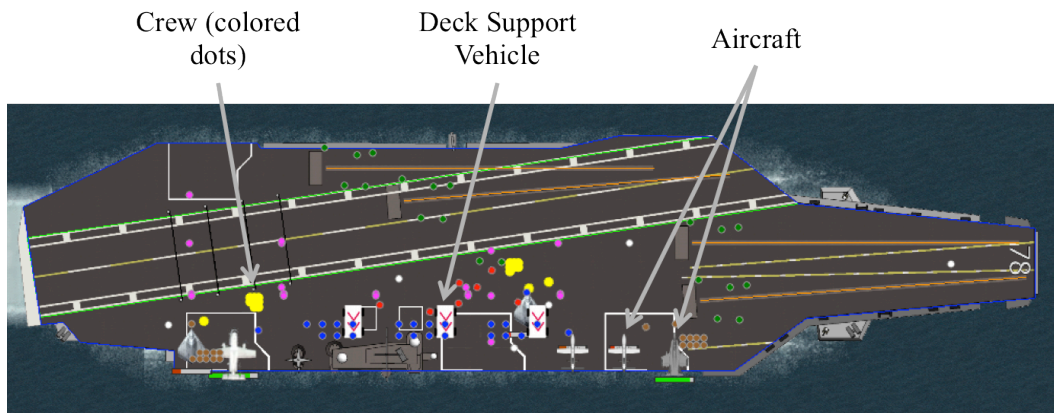 Crew (colored
dots)
Deck Support
Vehicle
Aircraft
78